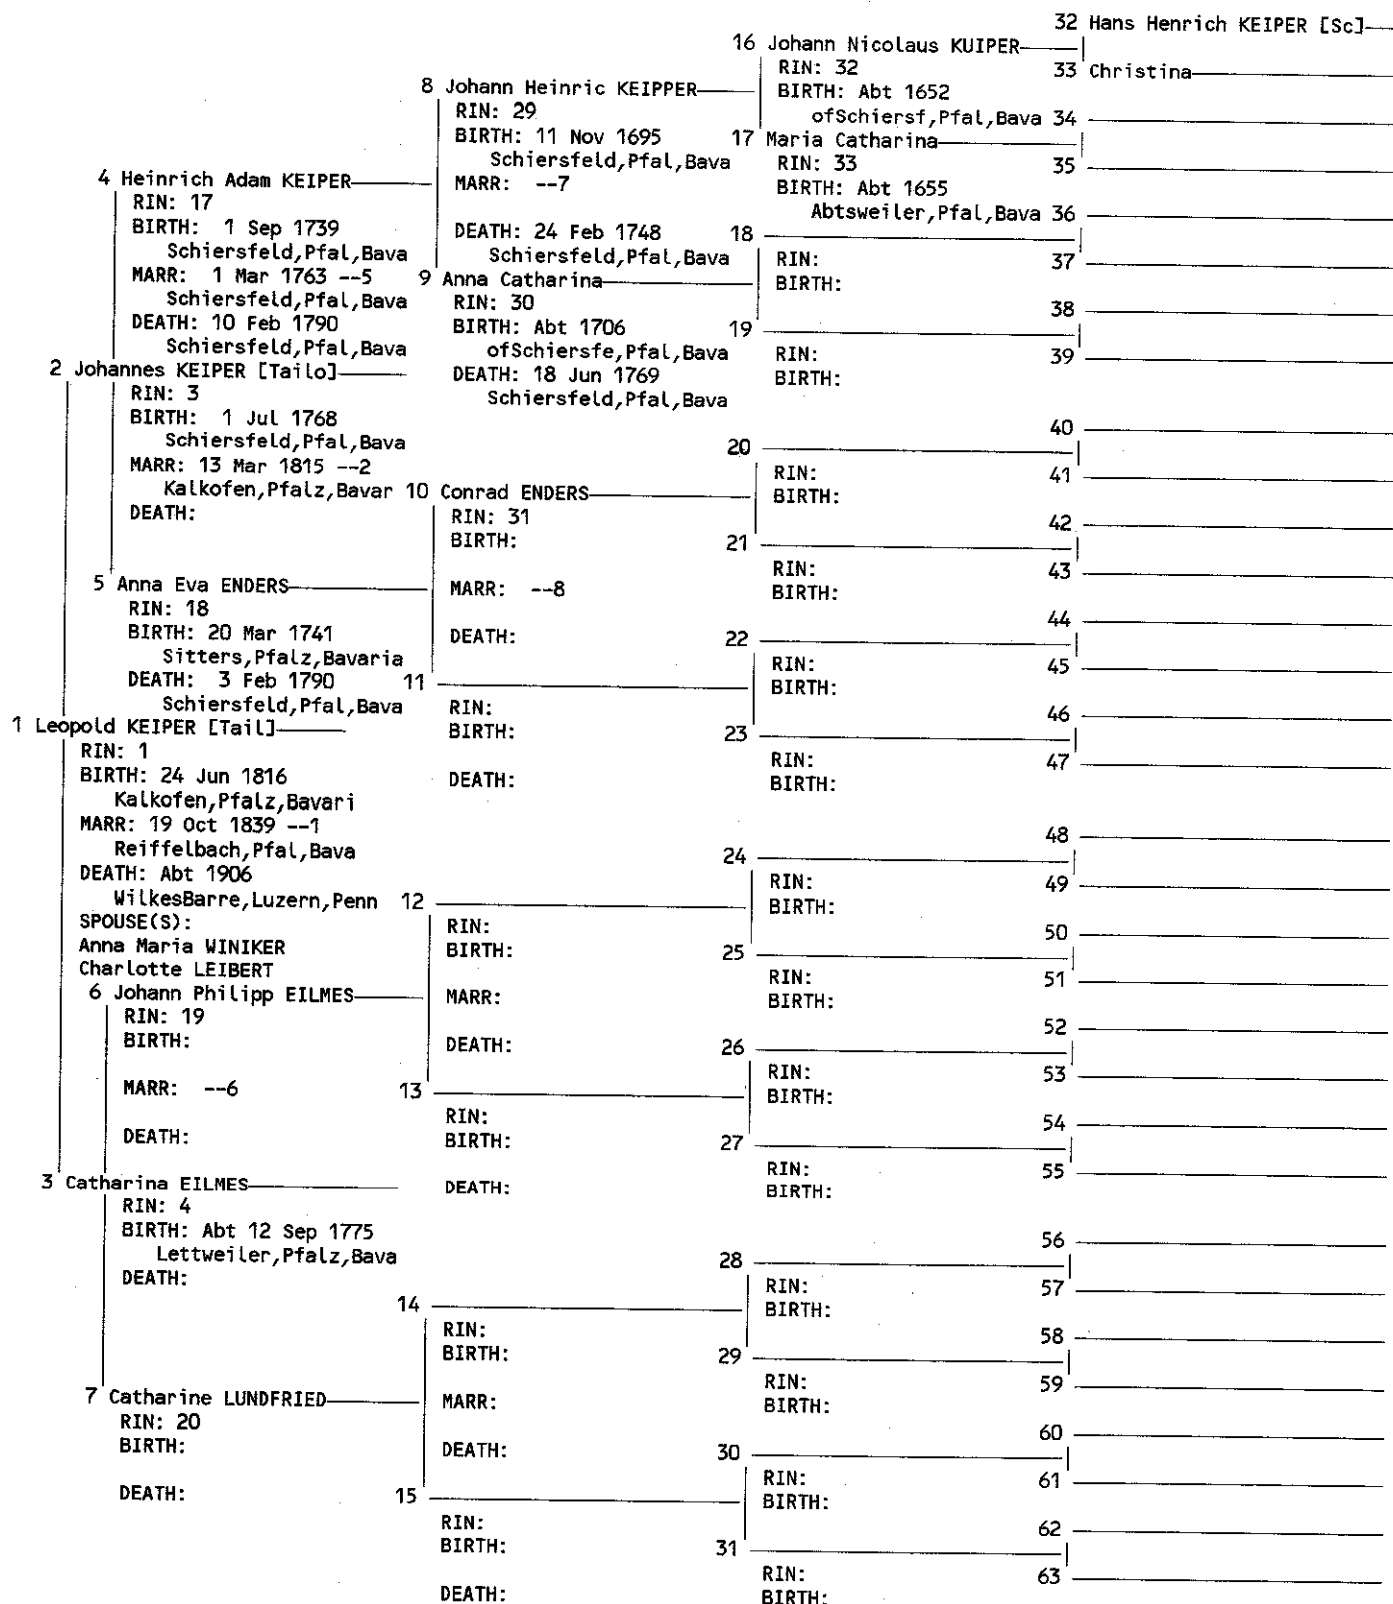 32 Hans Henrich KEIPER [Sc]
16 Johann Nicolaus KUIPER
RIN: 32
33 Christina
8 Johann Heinric KEIPPER
BIRTH: Abt 1652
RIN: 29
ofSchiersf,Pfal,Bava 34
BIRTH: 11 Nov 1695
17 Maria Catharina
Schiersfeld,Pfal,Bava
RIN: 33
35
4 Heinrich Adam KEIPER
MARR: --7
BIRTH: Abt 1655
RIN: 17
Abtsweiler,Pfal,Bava 36
BIRTH: 1 Sep 1739
DEATH: 24 Feb 1748
18
Schiersfeld,Pfal,Bava
Schiersfeld,Pfal,Bava
RIN:
37
MARR: 1 Mar 1763 --5
9 Anna Catharina
BIRTH:
Schiersfeld,Pfal,Bava
RIN: 30
38
DEATH: 10 Feb 1790
BIRTH: Abt 1706
19
Schiersfeld,Pfal,Bava
ofSchiersfe,Pfal,Bava
RIN:
39
2 Johannes KEIPER [Tailo]
DEATH: 18 Jun 1769
BIRTH:
RIN: 3
Schiersfeld,Pfal,Bava
BIRTH: 1 Jul 1768
40
Schiersfeld,Pfal,Bava
20
MARR: 13 Mar 1815 --2
RIN:
41
Kalkofen,Pfalz,Bavar
10 Conrad ENDERS
BIRTH:
DEATH:
RIN: 31
42
BIRTH:
21
RIN:
43
5 Anna Eva ENDERS
MARR: --8
BIRTH:
RIN: 18
44
BIRTH: 20 Mar 1741
DEATH:
22
Sitters,Pfalz,Bavaria
RIN:
45
DEATH: 3 Feb 1790
11
BIRTH:
Schiersfeld,Pfal,Bava
RIN:
46
1 Leopold KEIPER [Tail]
BIRTH:
23
RIN: 1
RIN:
47
BIRTH: 24 Jun 1816
DEATH:
BIRTH:
Kalkofen,Pfalz,Bavari
MARR: 19 Oct 1839 --1
48
Reiffelbach,Pfal,Bava
24
DEATH: Abt 1906
RIN:
49
WilkesBarre,Luzern,Penn
12
BIRTH:
SPOUSE(S):
RIN:
50
Anna Maria WINIKER
BIRTH:
25
Charlotte LEIBERT
RIN:
51
6 Johann Philipp EILMES
MARR:
BIRTH:
RIN: 19
52
BIRTH:
DEATH:
26
RIN:
53
MARR: --6
13
BIRTH:
RIN:
54
DEATH:
BIRTH:
27
RIN:
55
3 Catharina EILMES
DEATH:
BIRTH:
RIN: 4
BIRTH: Abt 12 Sep 1775
56
Lettweiler,Pfalz,Bava
28
DEATH:
RIN:
57
14
BIRTH:
RIN:
58
BIRTH:
29
RIN:
59
7 Catharine LUNDFRIED
MARR:
BIRTH:
RIN: 20
60
BIRTH:
DEATH:
30
RIN:
61
DEATH:
15
BIRTH:
RIN:
62
BIRTH:
31
RIN:
63
DEATH:
BIRTH: